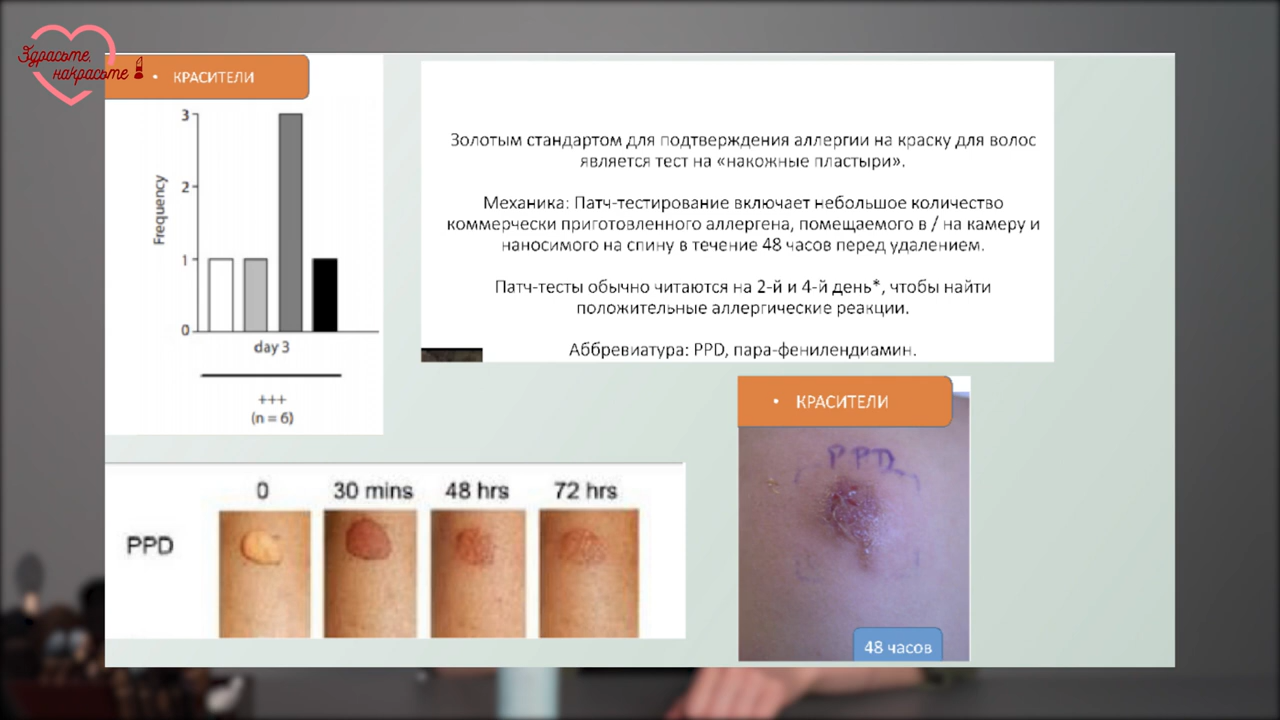 Здрасьте,
накрасьте
• КРАСИТЕЛИ
3
2
1
0
Frequency
day 3
+++
(n = 6)
Золотым стандартом для подтверждения аллергии на краску для волос
является тест на «накожные пластыри».
Механика: Патч-тестирование включает небольшое количество
коммерчески приготовленного аллергена, помещаемого в / на камеру и
наносимого на спину в течение 48 часов перед удалением.
Патч-тесты обычно читаются на 2-й и 4-й день*, чтобы найти
положительные аллергические реакции.
Аббревиатура: PPD, пара-фенилендиамин.
0 30 mins 48 hrs 72 hrs
PPD
• КРАСИТЕЛИ
PPD
48 часов